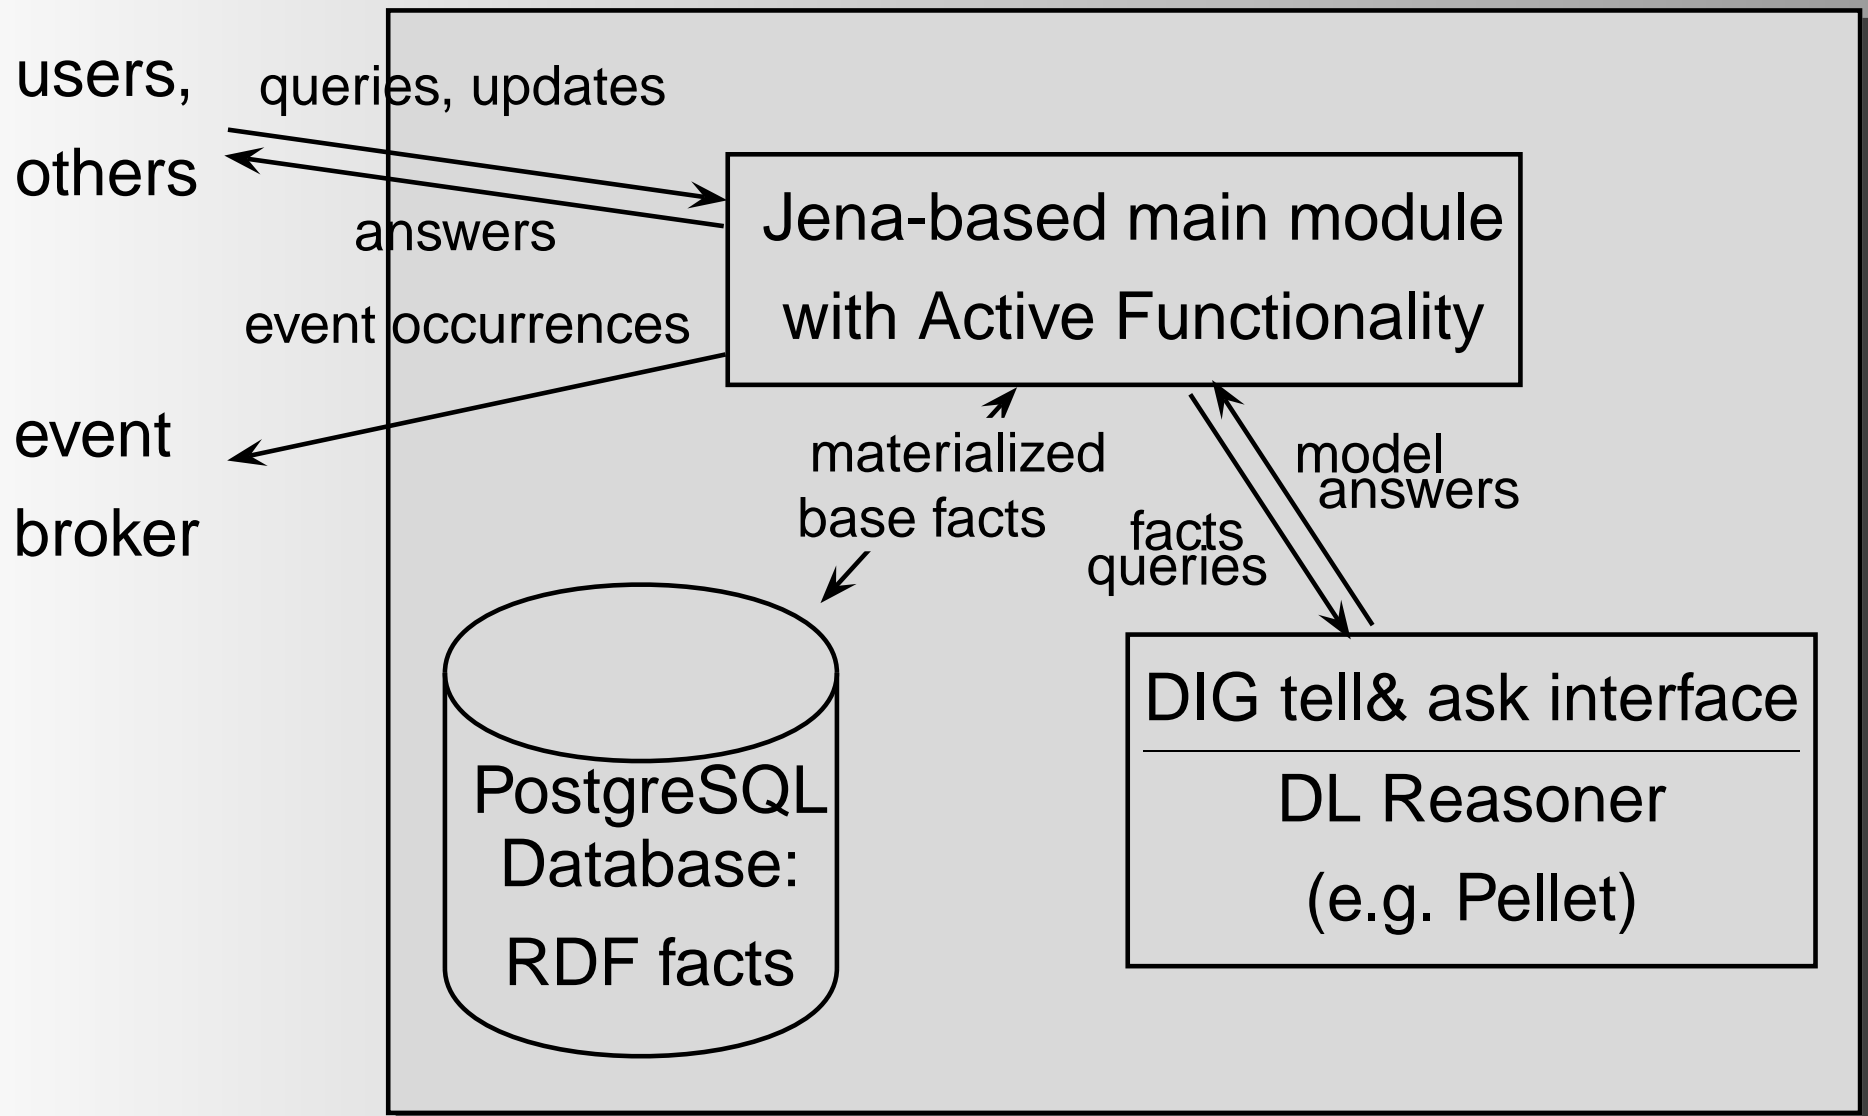 users,
others
queries, updates
answers
event occurrences
event
broker
Jena-based main module
with Active Functionality
materialized
base facts
model
answers
facts
queries
PostgreSQL
Database:
RDF facts
DIG tell& ask interface
DL Reasoner
(e.g. Pellet)